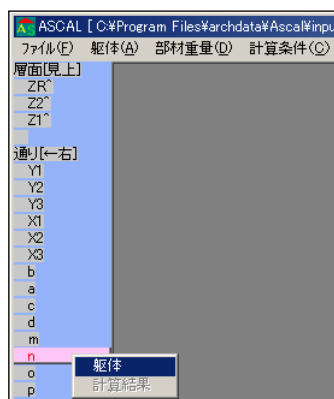 ASCAL [ C:¥Program Files¥archdata¥Ascal¥inpu
ファイル(F) 躯体(A) 部材重量(D) 計算条件(C)
層面[見上]
ZR^
Z2^
Z1^
通り[←右]
Y1
Y2
Y3
X1
X2
X3
b
a
c
d
m
n
躯体
計算結果
o
p